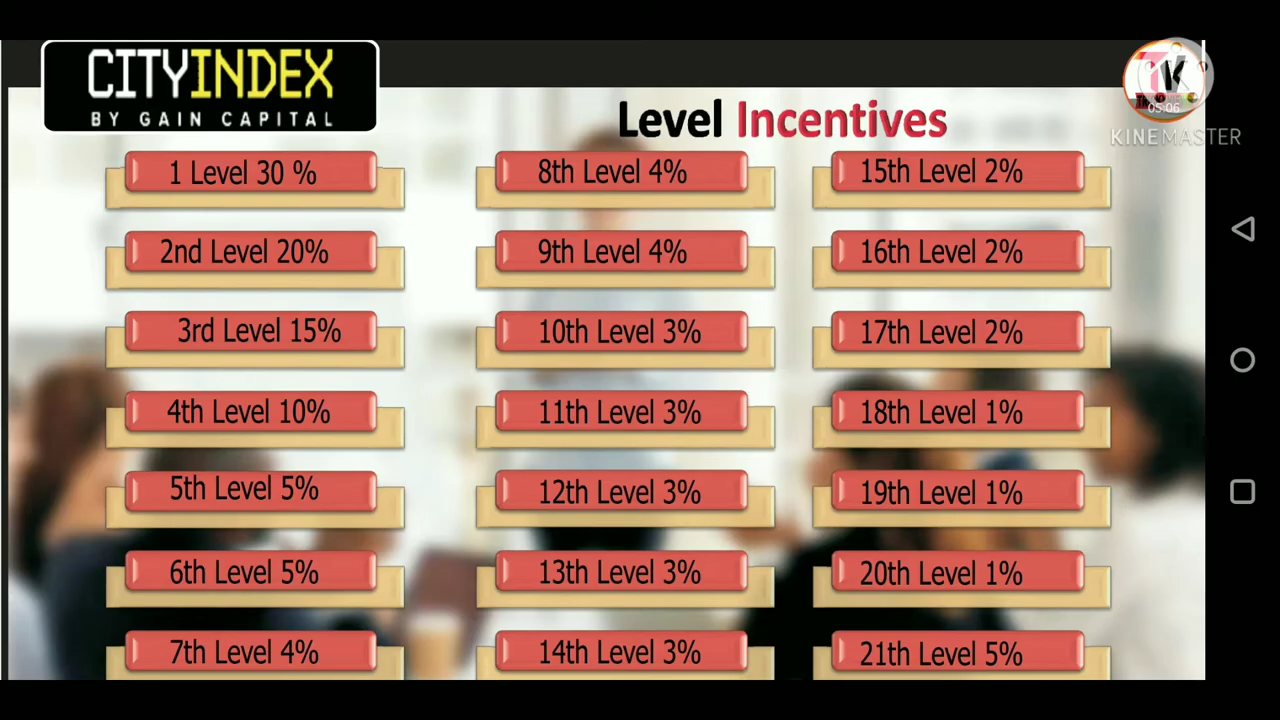 CITYINDEX
BY GAIN CAPITAL
Level Incentives
05:06
KINEMASTER
1 Level 30 %
2nd Level 20%
3rd Level 15%
4th Level 10%
5th Level 5%
6th Level 5%
7th Level 4%
8th Level 4%
9th Level 4%
10th Level 3%
11th Level 3%
12th Level 3%
13th Level 3%
14th Level 3%
15th Level 2%
16th Level 2%
17th Level 2%
18th Level 1%
19th Level 1%
20th Level 1%
21th Level 5%